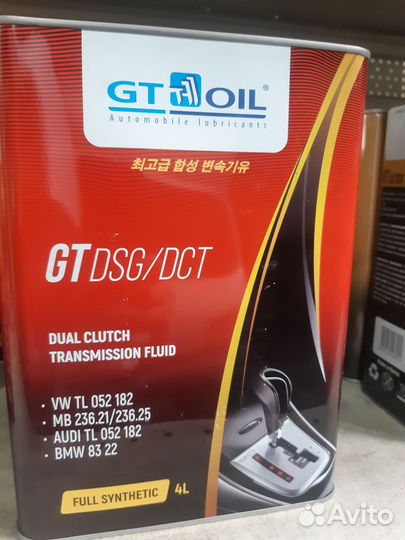 GT OIL®
Automobile lubricants
최고급 합성 변속기유
GT DSG/DCT
DUAL CLUTCH
TRANSMISSION FLUID
· VW TL 052 182
· MB 236.21/236.25
· AUDI TL 052 182
· BMW 83 22
FULL SYNTHETIC 4L
Avito